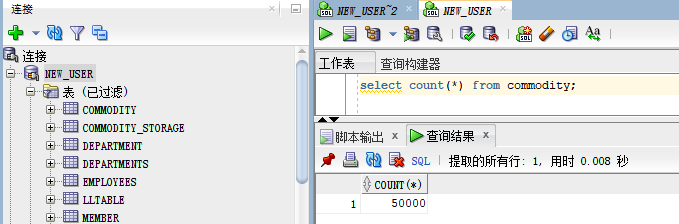 连接
连接
NEW_USER
表 (已过滤)
COMMODITY
COMMODITY_STORAGE
DEPARTMENT
DEPARTMENTS
EMPLOYEES
LLTABLE
MEMBER
NEW_USER~2
NEW_USER
SQL
Aa
工作表
查询构建器
select count(*) from commodity;
脚本输出
查询结果
SQL
提取的所有行: 1, 用时 0.008 秒
COUNT(*)
1 50000